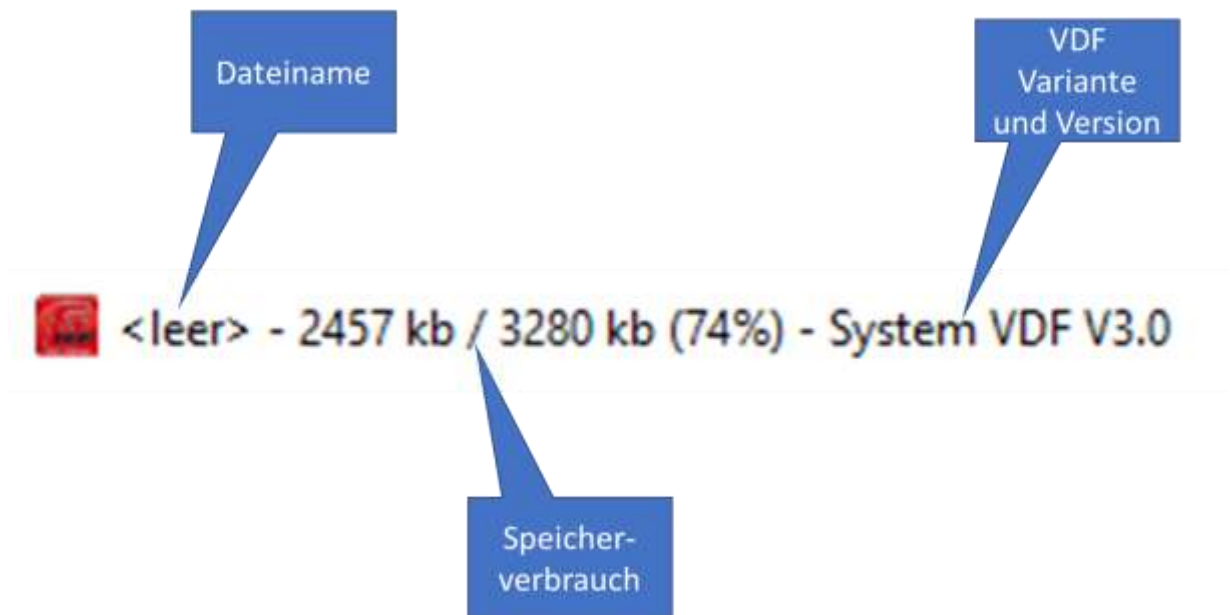 Dateiname
VDF
Variante
und Version
<leer> - 2457 kb / 3280 kb (74%) - System VDF V3.0
Speicher-
verbrauch